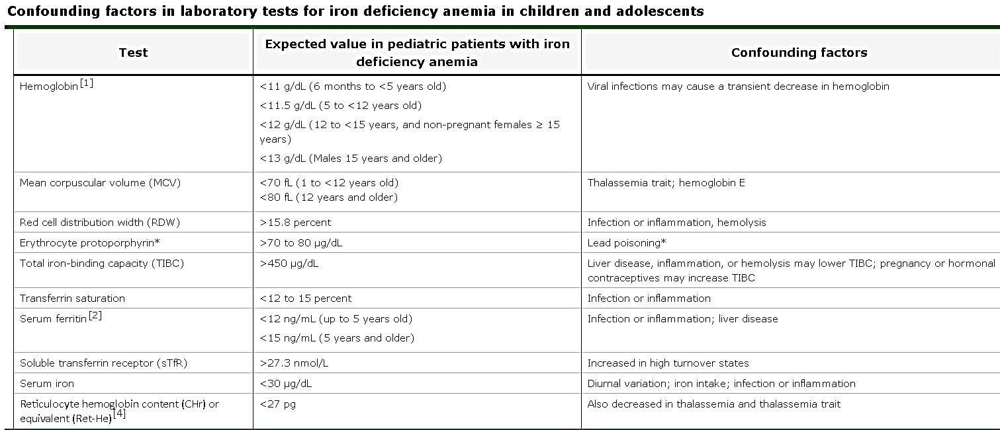 Confounding factors in laboratory tests for iron deficiency anemia in children and adolescents
Test
Expected value in pediatric patients with iron
deficiency anemia
Confounding factors
Hemoglobin[1]
<11 g/dL (6 months to <5 years old)
<11.5 g/dL (5 to <12 years old)
<12 g/dL (12 to <15 years, and non-pregnant females ≥ 15
years)
<13 g/dL (Males 15 years and older)
Viral infections may cause a transient decrease in hemoglobin
Mean corpuscular volume (MCV)
<70 fL (1 to <12 years old)
<80 fL (12 years and older)
Thalassemia trait; hemoglobin E
Red cell distribution width (RDW)
>15.8 percent
Infection or inflammation, hemolysis
Erythrocyte protoporphyrin*
>70 to 80 µg/dL
Lead poisoning*
Total iron-binding capacity (TIBC)
>450 µg/dL
Liver disease, inflammation, or hemolysis may lower TIBC; pregnancy or hormonal
contraceptives may increase TIBC
Transferrin saturation
<12 to 15 percent
Infection or inflammation
Serum ferritin[2]
<12 ng/mL (up to 5 years old)
<15 ng/mL (5 years and older)
Infection or inflammation; liver disease
Soluble transferrin receptor (sTfR)
>27.3 nmol/L
Increased in high turnover states
Serum iron
<30 µg/dL
Diurnal variation; iron intake; infection or inflammation
Reticulocyte hemoglobin content (CHr) or
equivalent (Ret-He)[4]
<27 pg
Also decreased in thalassemia and thalassemia trait